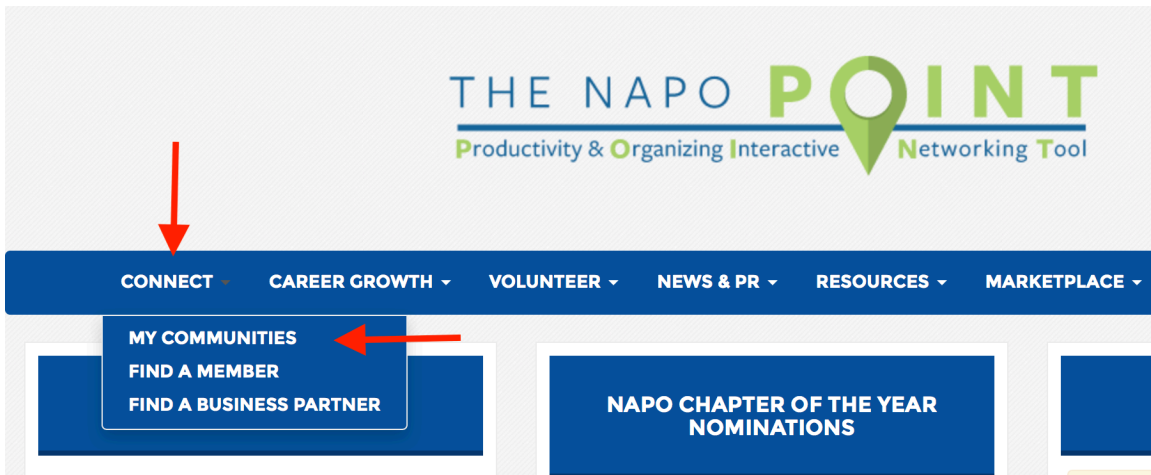 THE NAPO POINT
Productivity & Organizing Interactive Networking Tool
CONNECT CAREER GROWTH VOLUNTEER NEWS & PR RESOURCES MARKETPLACE
MY COMMUNITIES
FIND A MEMBER
FIND A BUSINESS PARTNER
NAPO CHAPTER OF THE YEAR
NOMINATIONS